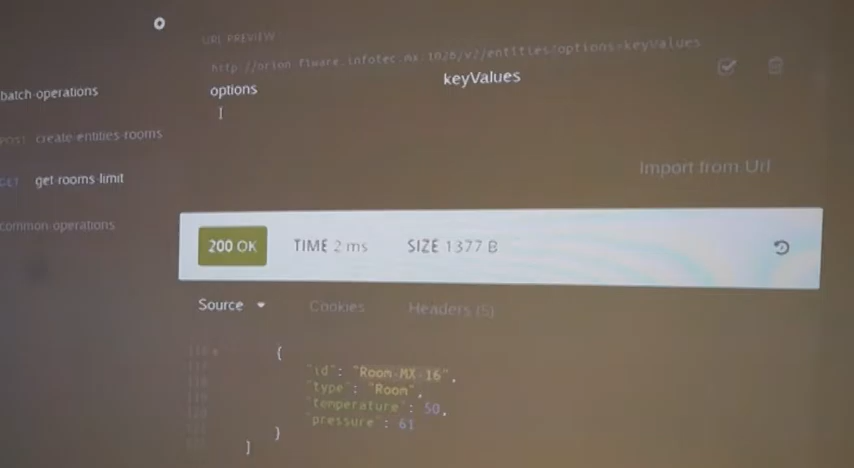 URL PREVIEW
http://orion.fiware.infotec.mx:1026/v2/entities?options=keyValues
batch-operations
options keyValues
POST create-entities-rooms
GET get-rooms-limit
Import from Url
common-operations
200 OK TIME 2 ms SIZE 1377 B
Source Cookies Headers (5)
{
"id": "Room-MX-16",
"type": "Room",
"temperature": 50,
"pressure": 61
}
]